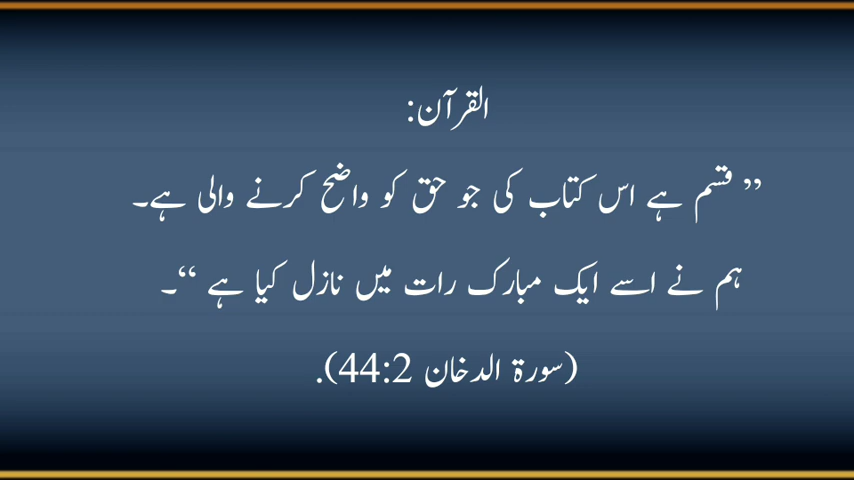 القرآن:
” قسم ہے اس کتاب کی جو حق کو واضح کرنے والی ہے۔
ہم نے اسے ایک مبارک رات میں نازل کیا ہے “۔
(سورۃ الدخان 44:2).